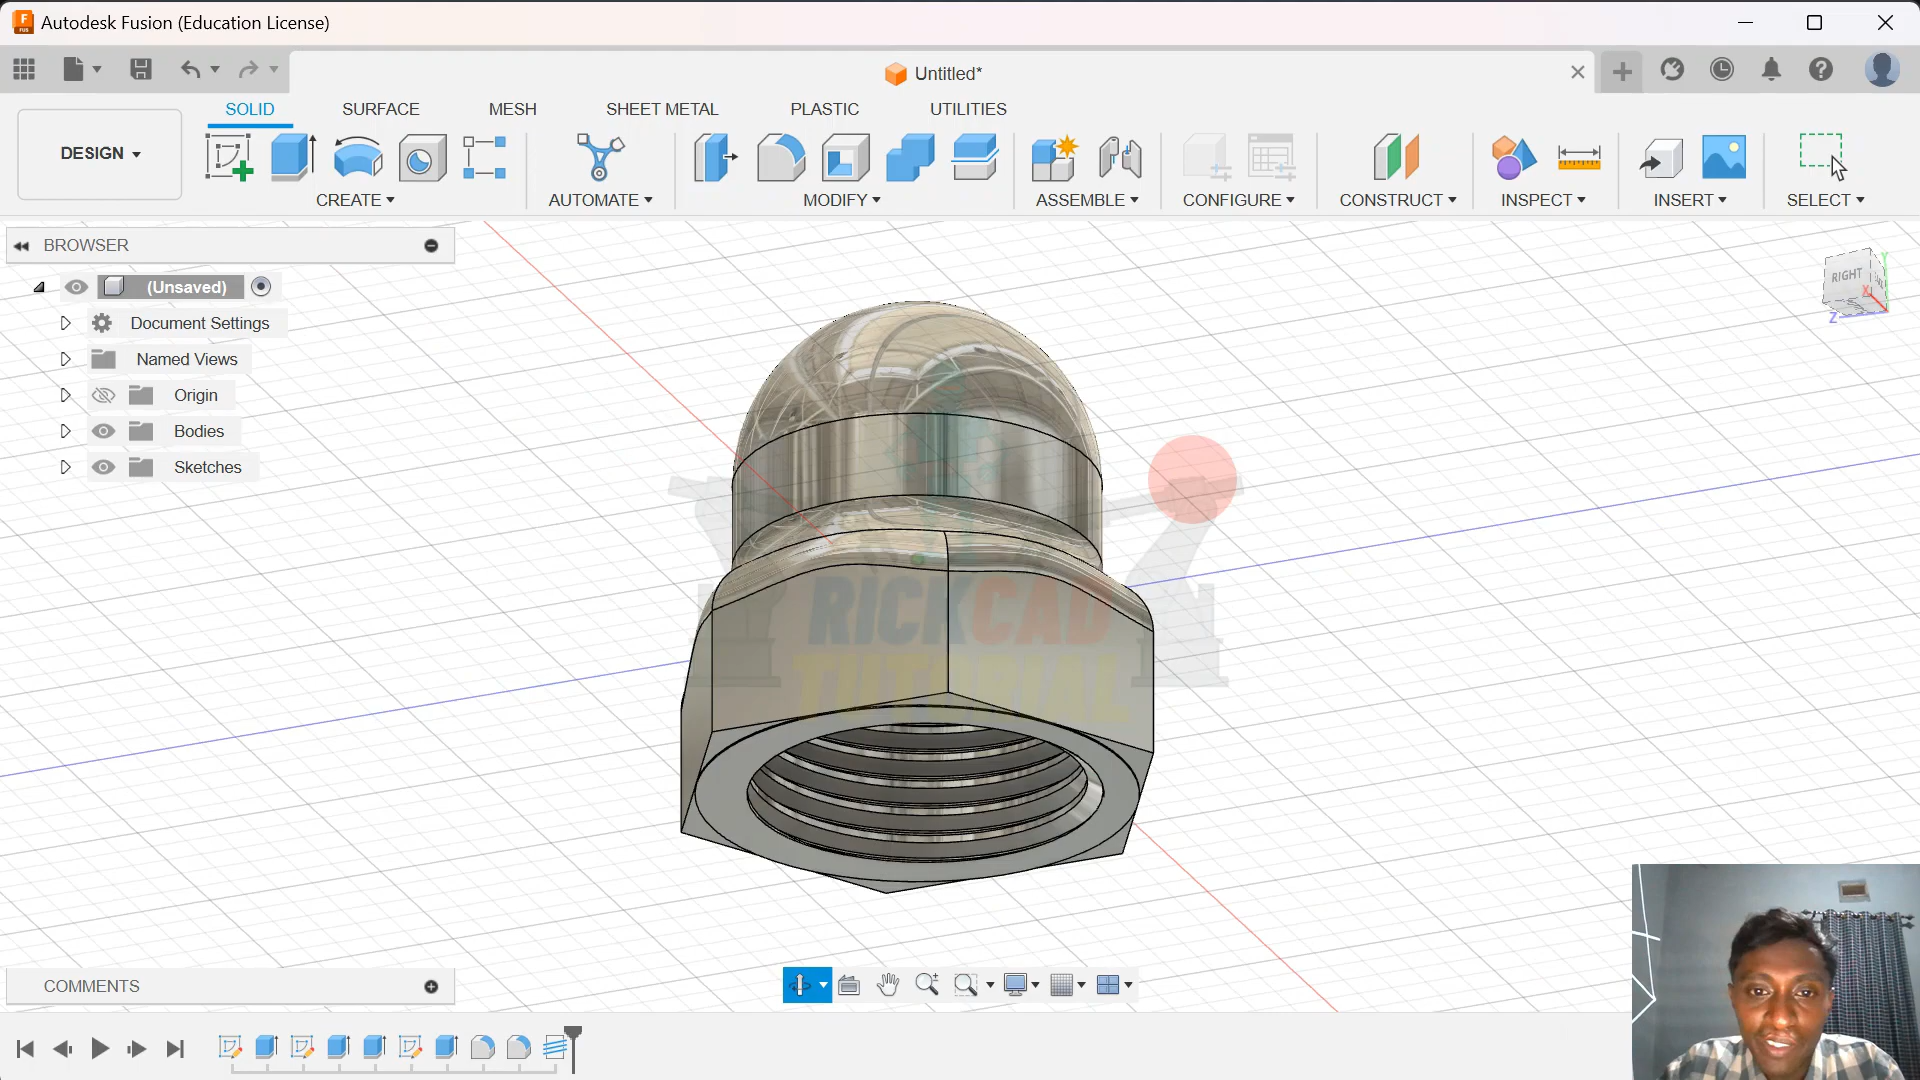 Autodesk Fusion (Education License)
Untitled*
SOLID
SURFACE
MESH
SHEET METAL
PLASTIC
UTILITIES
DESIGN
CREATE
AUTOMATE
MODIFY
ASSEMBLE
CONFIGURE
CONSTRUCT
INSPECT
INSERT
SELECT
BROWSER
(Unsaved)
Document Settings
Named Views
Origin
Bodies
Sketches
RIGHT
Y
X
Z
RICKCAD
TUTORIAL
COMMENTS